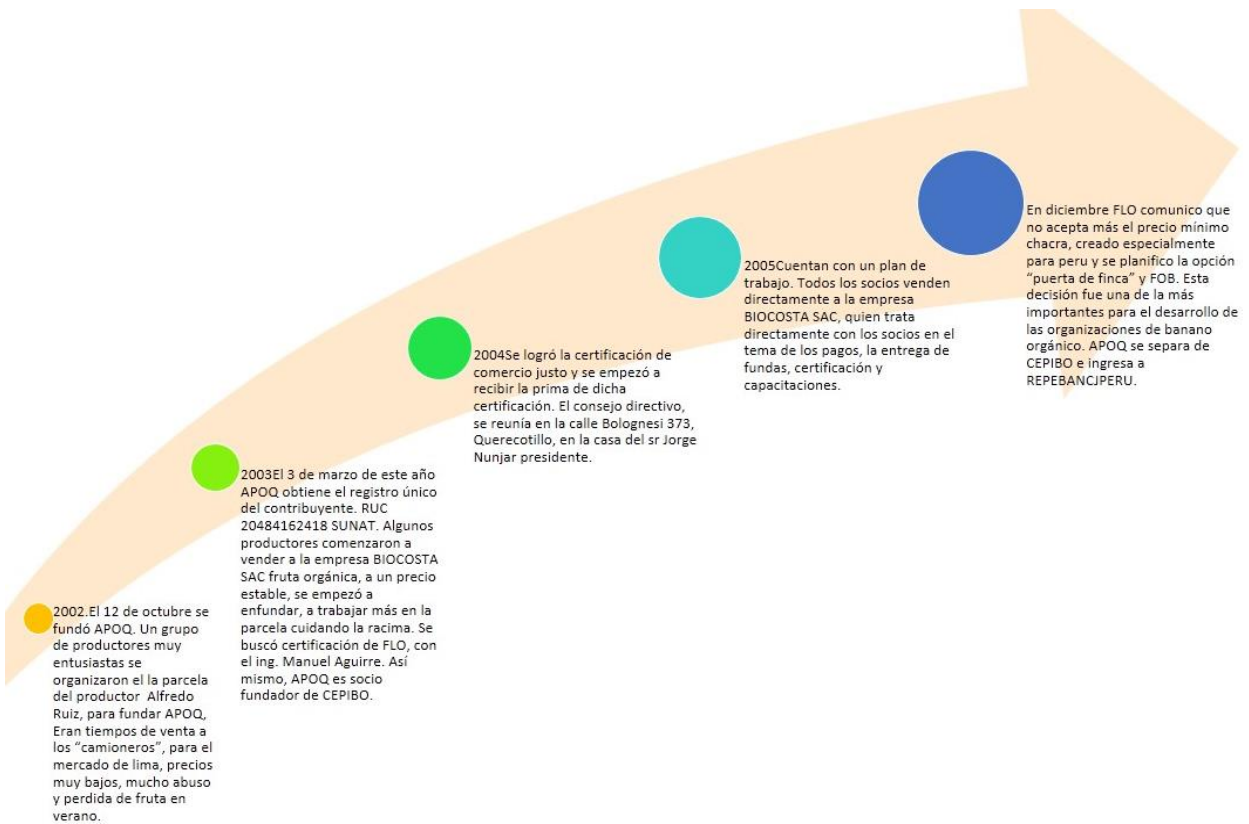 2002.El 12 de octubre se
fundó APOQ. Un grupo
de productores muy
entusiastas se
organizaron el la parcela
del productor Alfredo
Ruiz, para fundar APOQ,
Eran tiempos de venta a
los “camioneros”, para el
mercado de lima, precios
muy bajos, mucho abuso
y perdida de fruta en
verano.
2003El 3 de marzo de este año
APOQ obtiene el registro único
del contribuyente. RUC
20484162418 SUNAT. Algunos
productores comenzaron a
vender a la empresa BIOCOSTA
SAC fruta orgánica, a un precio
estable, se empezó a
enfundar, a trabajar más en la
parcela cuidando la racima. Se
buscó certificación de FLO, con
el ing. Manuel Aguirre. Así
mismo, APOQ es socio
fundador de CEPIBO.
2004Se logró la certificación de
comercio justo y se empezó a
recibir la prima de dicha
certificación. El consejo directivo,
se reunía en la calle Bolognesi 373,
Querecotillo, en la casa del sr Jorge
Nunjar presidente.
2005Cuentan con un plan de
trabajo. Todos los socios venden
directamente a la empresa
BIOCOSTA SAC, quien trata
directamente con los socios en el
tema de los pagos, la entrega de
fundas, certificación y
capacitaciones.
En diciembre FLO comunico que
no acepta más el precio mínimo
chacra, creado especialmente
para peru y se planifico la opción
“puerta de finca” y FOB. Esta
decisión fue una de la más
importantes para el desarrollo de
las organizaciones de banano
orgánico. APOQ se separa de
CEPIBO e ingresa a
REPEBANCJPERU.